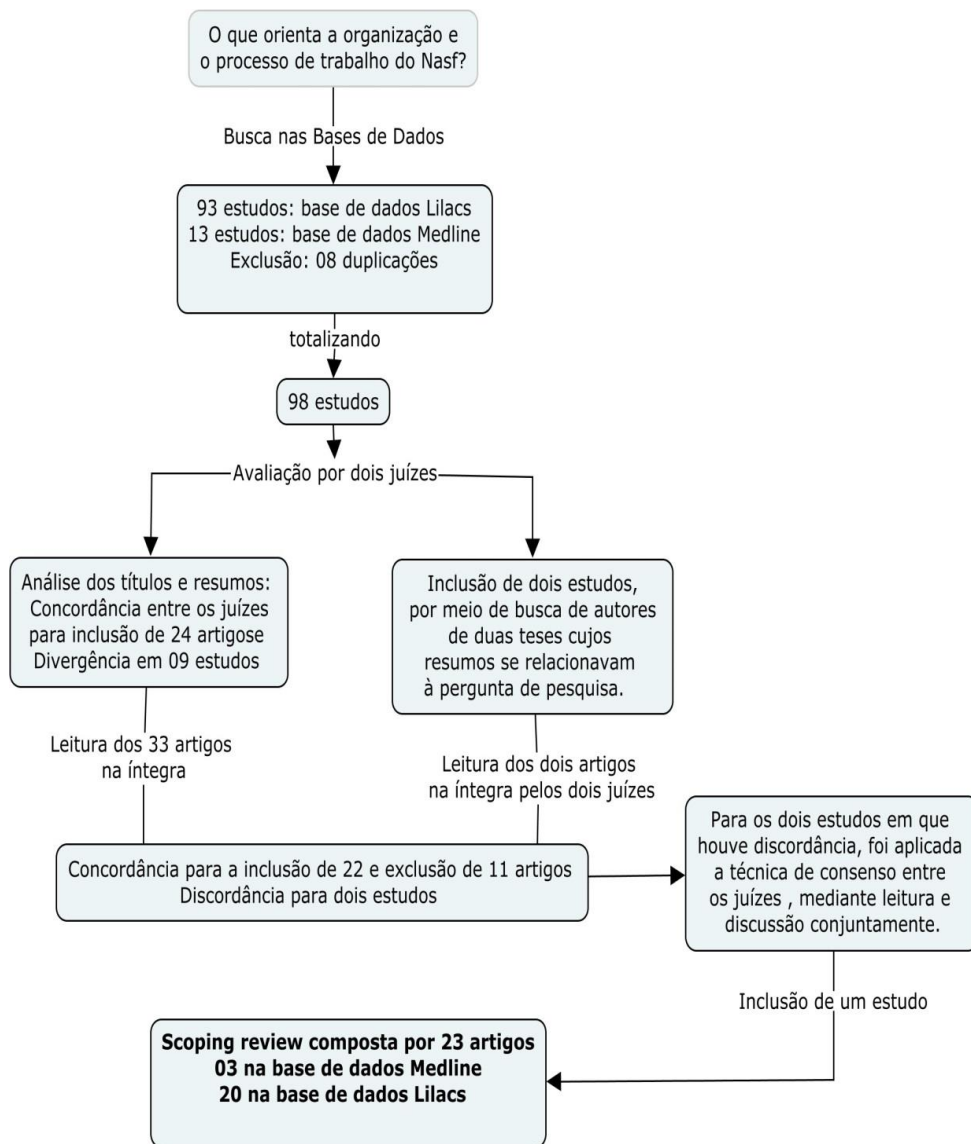 O que orienta a organização e
o processo de trabalho do Nasf?
Busca nas Bases de Dados
93 estudos: base de dados Lilacs
13 estudos: base de dados Medline
Exclusão: 08 duplicações
totalizando
98 estudos
Avaliação por dois juízes
Análise dos títulos e resumos:
Concordância entre os juízes
para inclusão de 24 artigose
Divergência em 09 estudos
Inclusão de dois estudos,
por meio de busca de autores
de duas teses cujos
resumos se relacionavam
à pergunta de pesquisa.
Leitura dos 33 artigos
na íntegra
Leitura dos dois artigos
na íntegra pelos dois juízes
Concordância para a inclusão de 22 e exclusão de 11 artigos
Discordância para dois estudos
Para os dois estudos em que
houve discordância, foi aplicada
a técnica de consenso entre
os juízes , mediante leitura e
discussão conjuntamente.
Inclusão de um estudo
Scoping review composta por 23 artigos
03 na base de dados Medline
20 na base de dados Lilacs